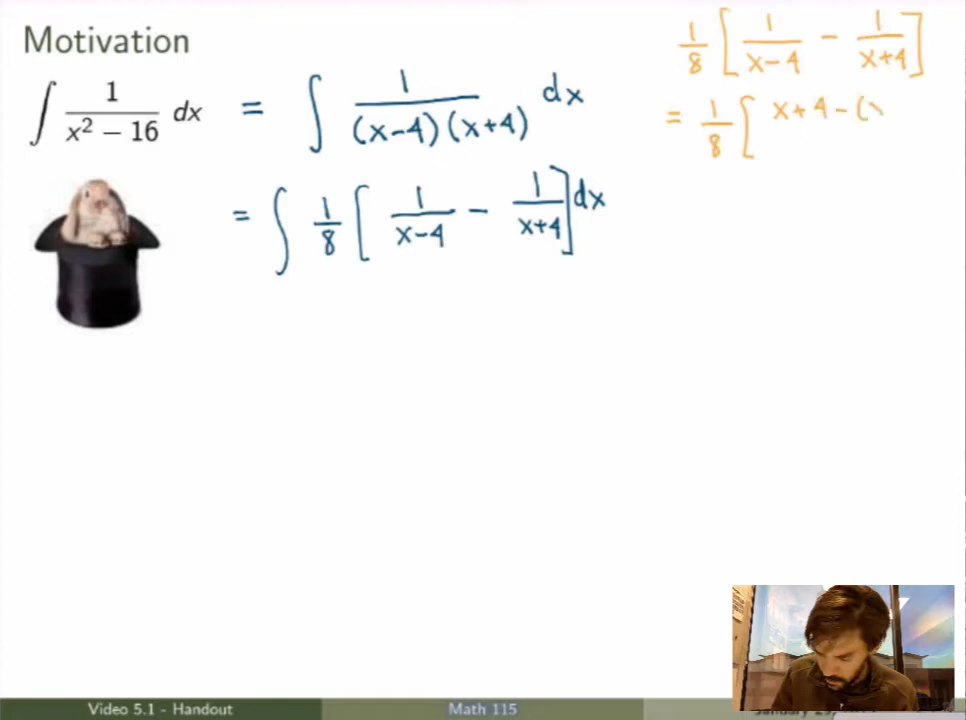 Motivation
∫ 1/(x² − 16) dx = ∫ 1/((x−4)(x+4)) dx
= ∫ 1/8 [ 1/(x−4) − 1/(x+4) ] dx
1/8 [ 1/(x−4) − 1/(x+4) ]
= 1/8 [ x+4 − (
Video 5.1 - Handout
Math 115